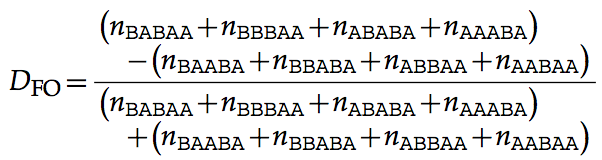 (n_BABAA + n_BBBAA + n_ABABA + n_AAABA)
− (n_BAABA + n_BBABA + n_ABBAA + n_AABAA)
D_FO =
(n_BABAA + n_BBBAA + n_ABABA + n_AAABA)
+ (n_BAABA + n_BBABA + n_ABBAA + n_AABAA)